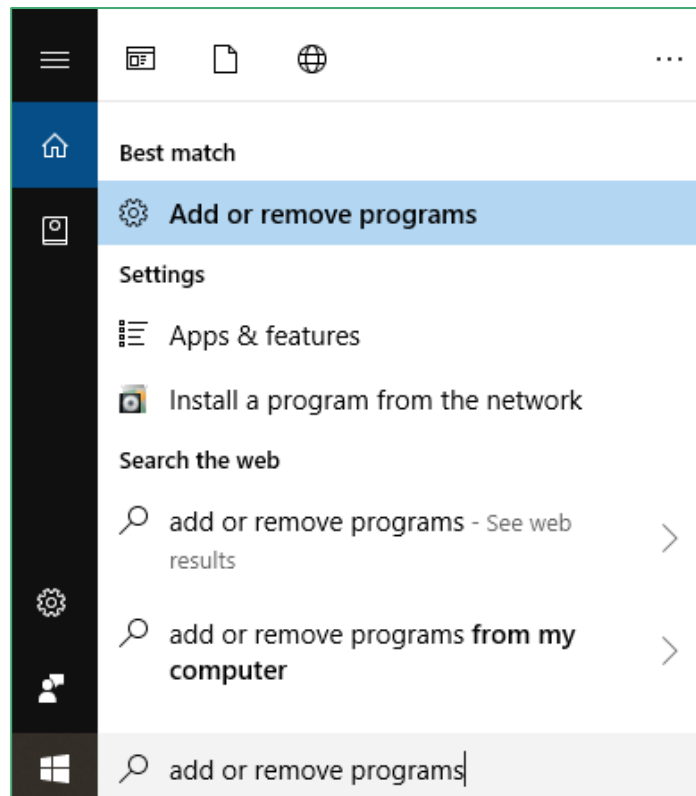 Best match
Add or remove programs
Settings
Apps & features
Install a program from the network
Search the web
add or remove programs - See web
results
add or remove programs from my
computer
add or remove programs